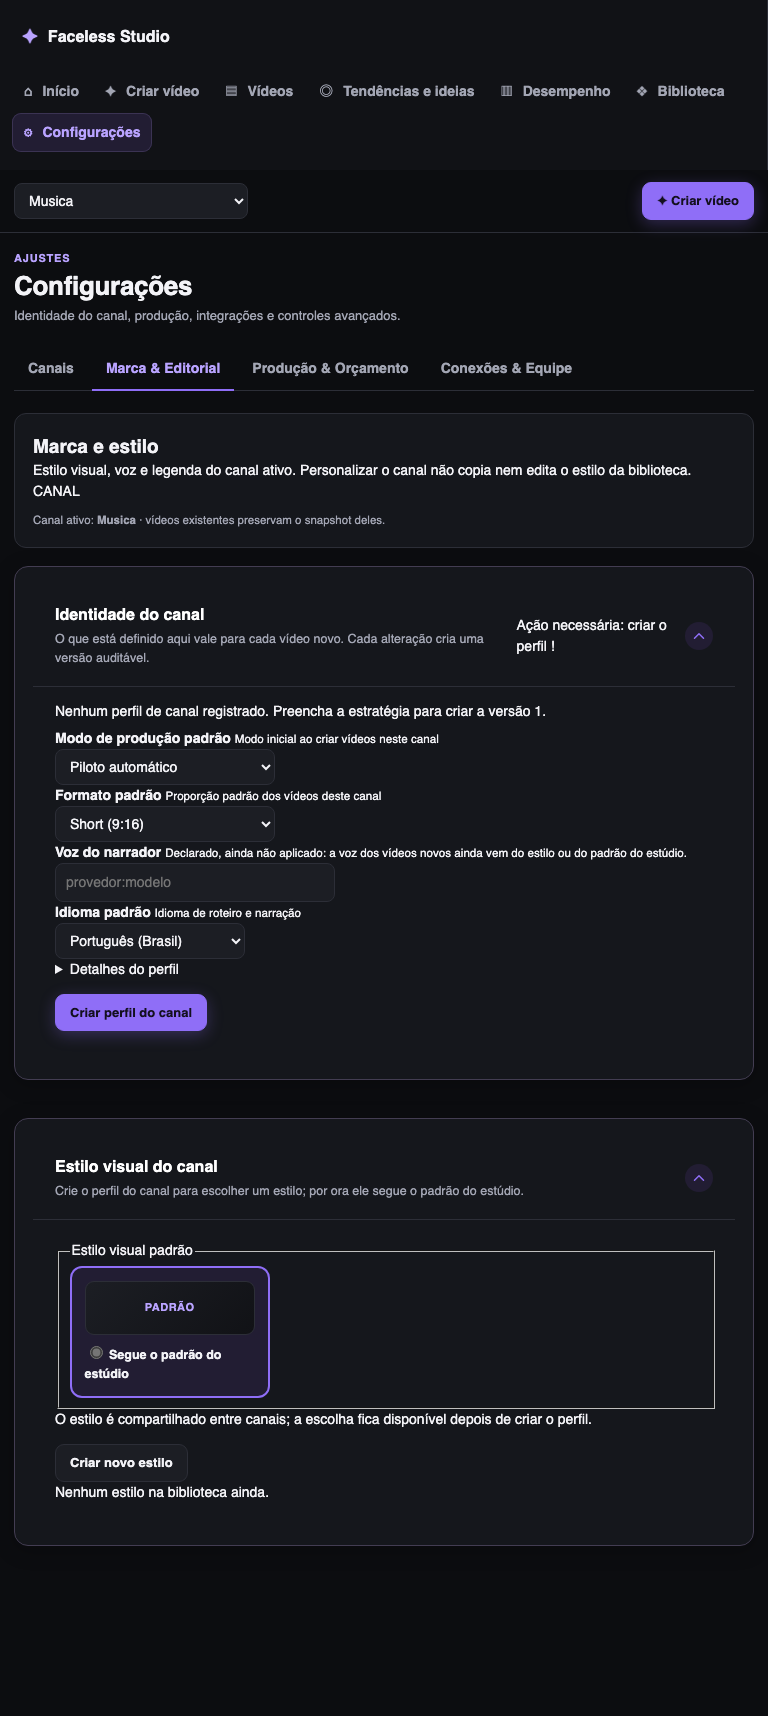 Faceless Studio
Início
Criar vídeo
Vídeos
Tendências e ideias
Desempenho
Biblioteca
Configurações
Musica
✦ Criar vídeo
AJUSTES
Configurações
Identidade do canal, produção, integrações e controles avançados.
Canais
Marca & Editorial
Produção & Orçamento
Conexões & Equipe
Marca e estilo
Estilo visual, voz e legenda do canal ativo. Personalizar o canal não copia nem edita o estilo da biblioteca.
CANAL
Canal ativo: Musica · vídeos existentes preservam o snapshot deles.
Identidade do canal
O que está definido aqui vale para cada vídeo novo. Cada alteração cria uma
versão auditável.
Ação necessária: criar o
perfil !
Nenhum perfil de canal registrado. Preencha a estratégia para criar a versão 1.
Modo de produção padrão Modo inicial ao criar vídeos neste canal
Piloto automático
Formato padrão Proporção padrão dos vídeos deste canal
Short (9:16)
Voz do narrador Declarado, ainda não aplicado: a voz dos vídeos novos ainda vem do estilo ou do padrão do estúdio.
provedor:modelo
Idioma padrão Idioma de roteiro e narração
Português (Brasil)
Detalhes do perfil
Criar perfil do canal
Estilo visual do canal
Crie o perfil do canal para escolher um estilo; por ora ele segue o padrão do estúdio.
Estilo visual padrão
PADRÃO
Segue o padrão do
estúdio
O estilo é compartilhado entre canais; a escolha fica disponível depois de criar o perfil.
Criar novo estilo
Nenhum estilo na biblioteca ainda.